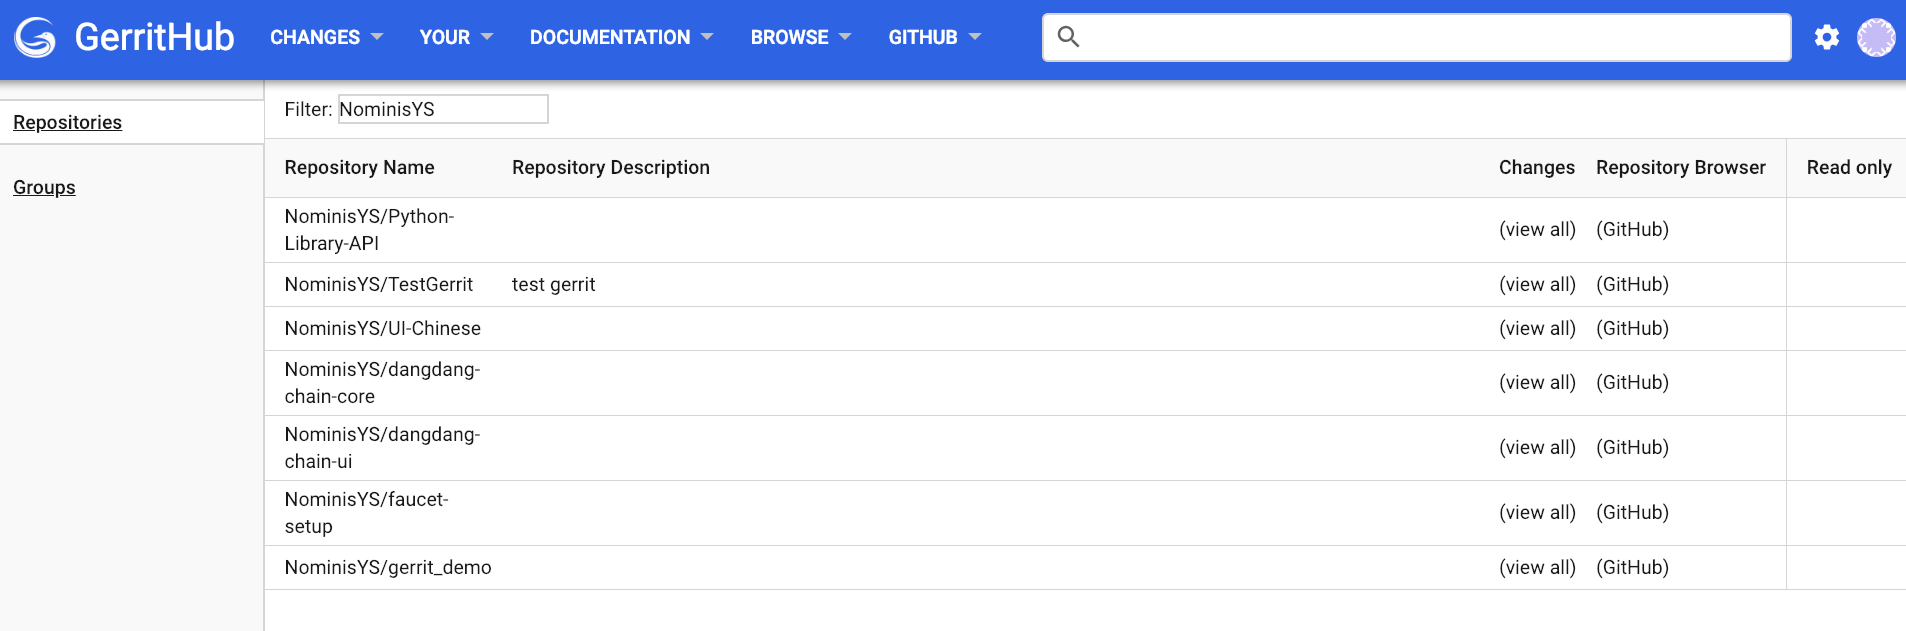 GerritHub CHANGES YOUR DOCUMENTATION BROWSE GITHUB
Repositories
Groups
Filter: NominisYS
Repository Name Repository Description Changes Repository Browser Read only
NominisYS/Python-
Library-API (view all) (GitHub)
NominisYS/TestGerrit test gerrit (view all) (GitHub)
NominisYS/UI-Chinese (view all) (GitHub)
NominisYS/dangdang-
chain-core (view all) (GitHub)
NominisYS/dangdang-
chain-ui (view all) (GitHub)
NominisYS/faucet-
setup (view all) (GitHub)
NominisYS/gerrit_demo (view all) (GitHub)